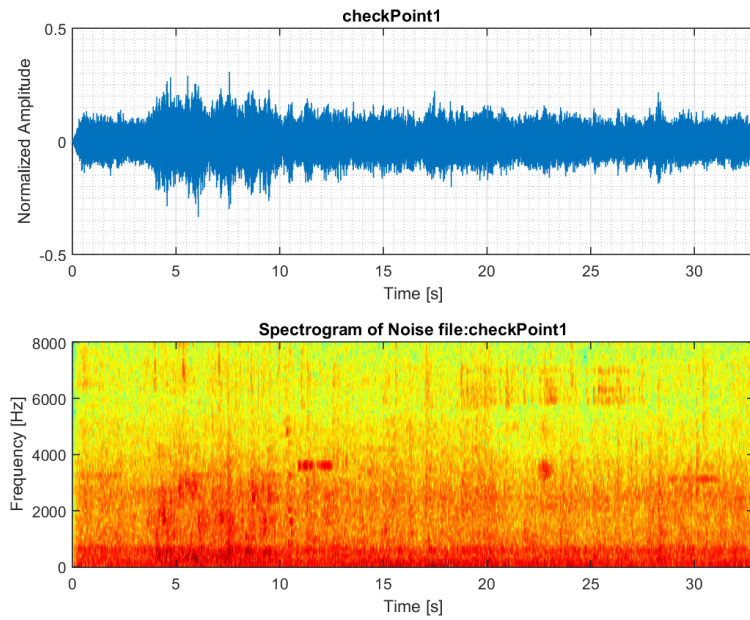 checkPoint1
0.5
0
-0.5
Normalized Amplitude
0 5 10 15 20 25 30
Time [s]
Spectrogram of Noise file:checkPoint1
8000
6000
4000
2000
0
Frequency [Hz]
0 5 10 15 20 25 30
Time [s]